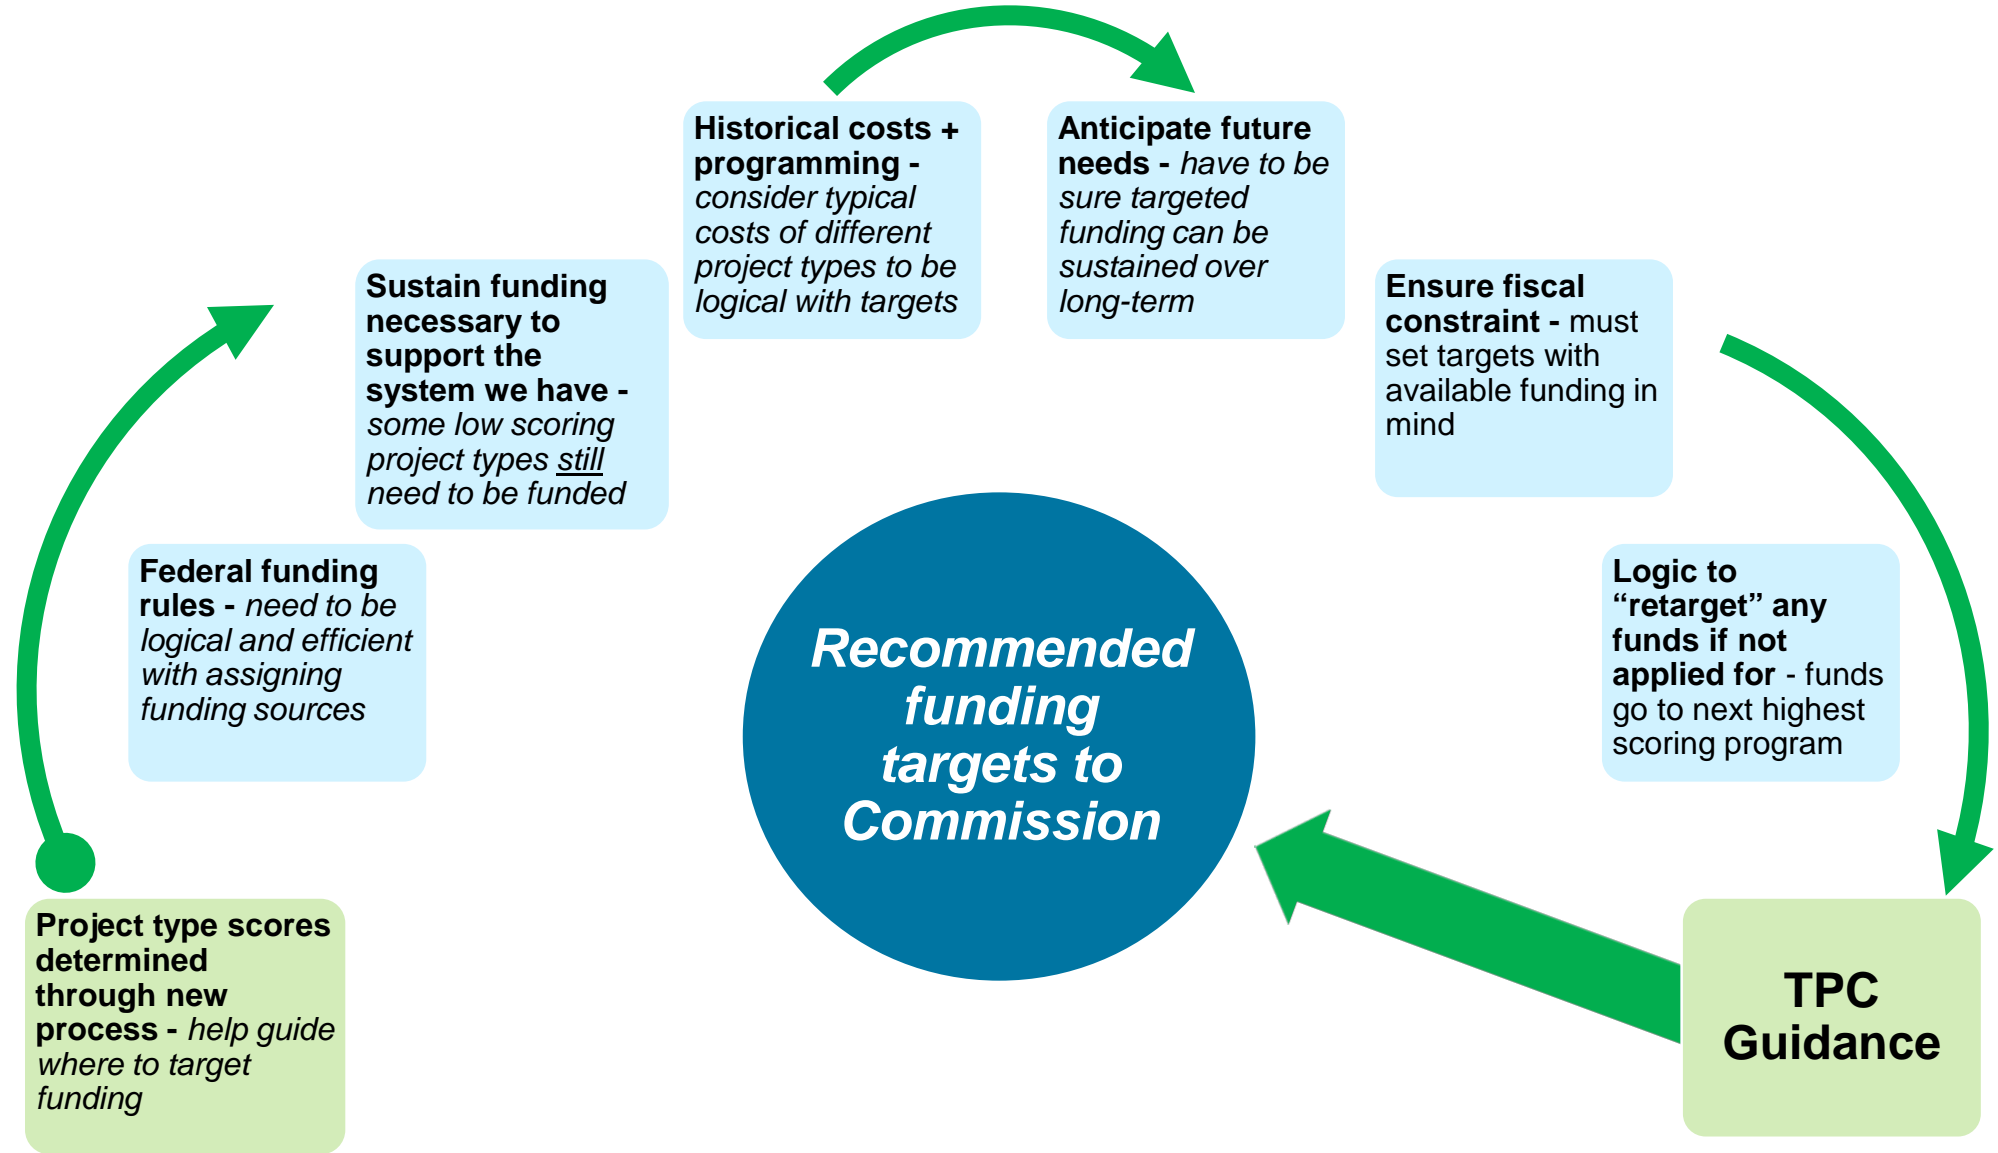 Project type scores
determined
through new
process - help guide
where to target
funding
Federal funding
rules - need to be
logical and efficient
with assigning
funding sources
Sustain funding
necessary to
support the
system we have -
some low scoring
project types still
need to be funded
Historical costs +
programming -
consider typical
costs of different
project types to be
logical with targets
Anticipate future
needs - have to be
sure targeted
funding can be
sustained over
long-term
Ensure fiscal
constraint - must
set targets with
available funding in
mind
Logic to
“retarget” any
funds if not
applied for - funds
go to next highest
scoring program
TPC
Guidance
Recommended
funding
targets to
Commission